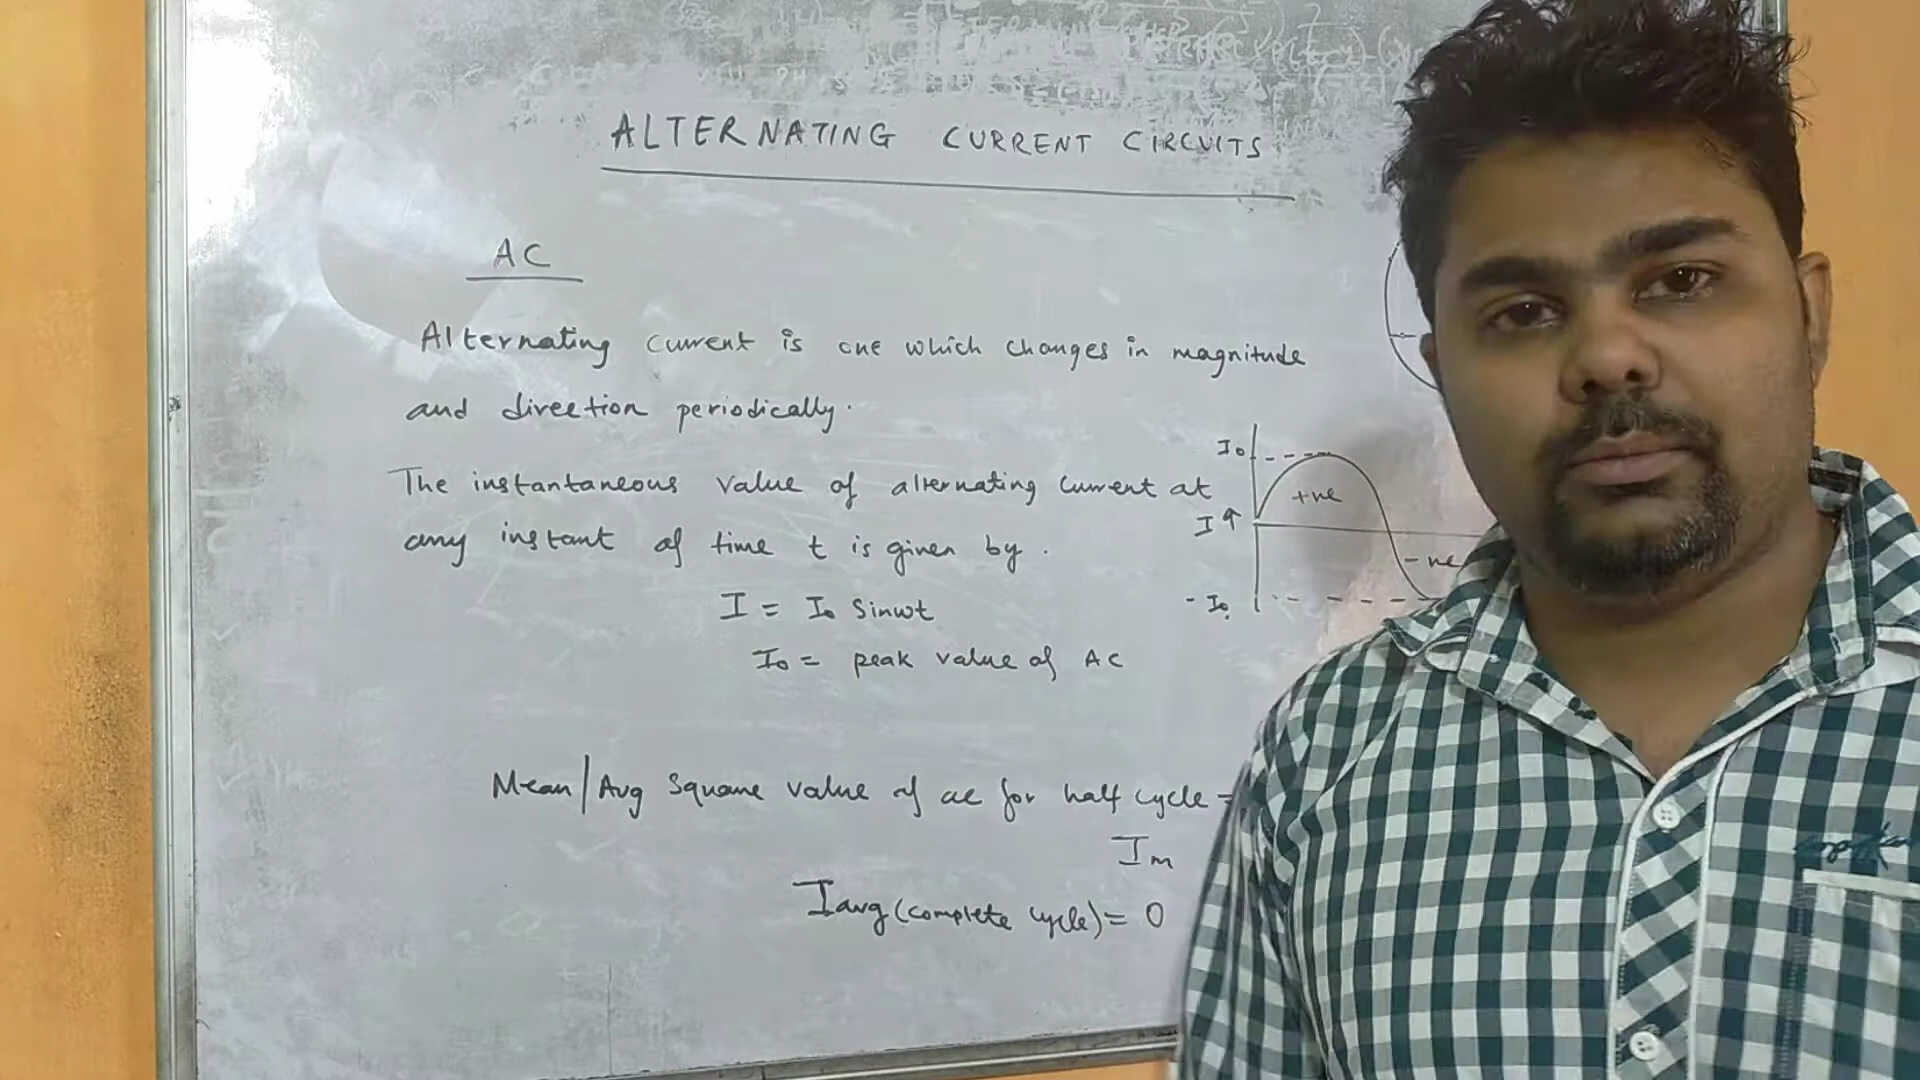 ALTERNATING CURRENT CIRCUITS
AC
Alternating current is one which changes in magnitude
and direction periodically.
The instantaneous value of alternating current at
any instant of time t is given by.
I = I₀ Sinωt
I₀ = peak value of AC
I₀
+ve
I ↑
-ve
- I₀
Mean/Avg Square value of ac for half cycle =
Im
Iavg (complete cycle) = 0